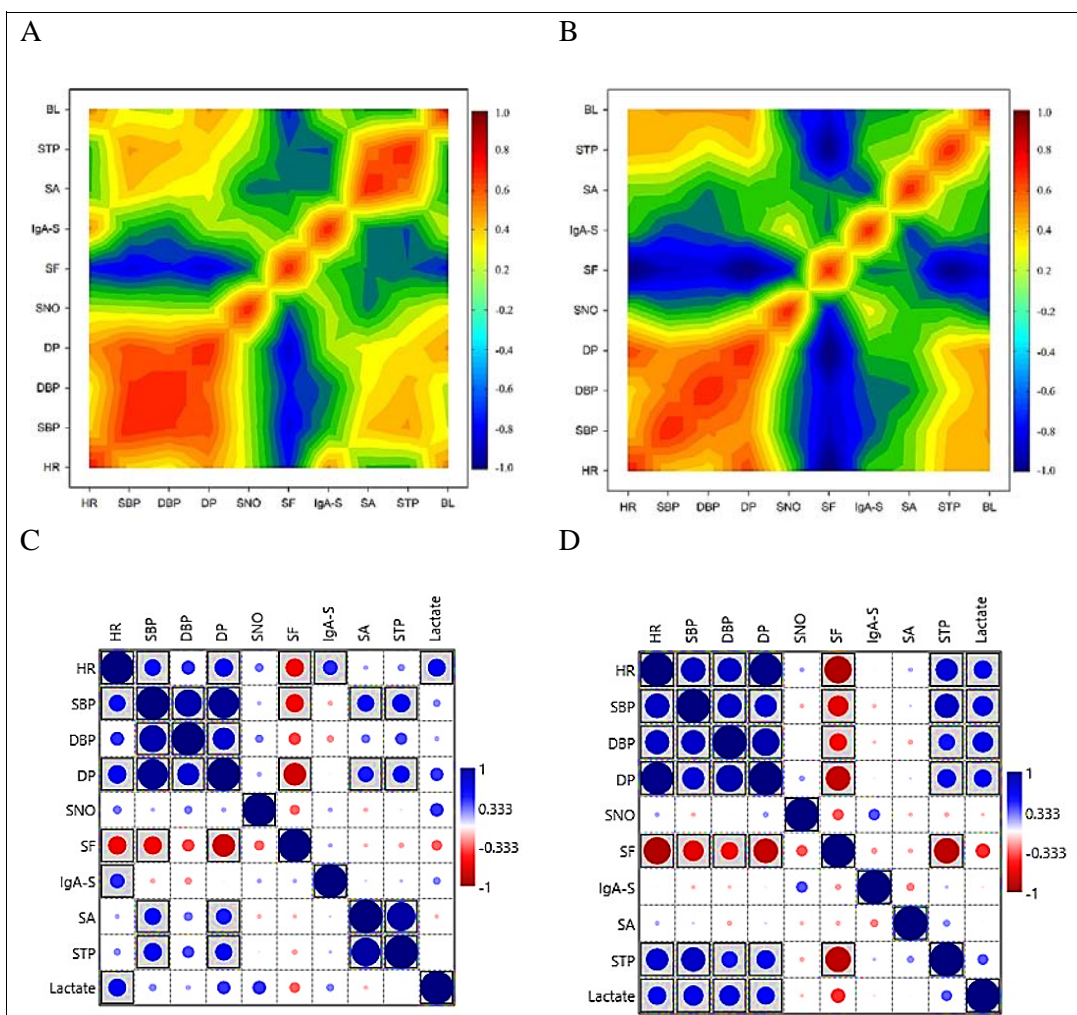 A
B
BL
STP
SA
IgA-S
SF
SNO
DP
DBP
SBP
HR
HR SBP DBP DP SNO SF IgA-S SA STP BL
1.0
0.8
0.6
0.4
0.2
0.0
-0.2
-0.4
-0.6
-0.8
-1.0
BL
STP
SA
IgA-S
SF
SNO
DP
DBP
SBP
HR
HR SBP DBP DP SNO SF IgA-S SA STP BL
1.0
0.8
0.6
0.4
0.2
0.0
-0.2
-0.4
-0.6
-0.8
-1.0
C
D
HR SBP DBP DP SNO SF IgA-S SA STP Lactate
HR
SBP
DBP
DP
SNO
SF
IgA-S
SA
STP
Lactate
1
0.333
-0.333
-1
HR SBP DBP DP SNO SF IgA-S SA STP Lactate
HR
SBP
DBP
DP
SNO
SF
IgA-S
SA
STP
Lactate
1
0.333
-0.333
-1